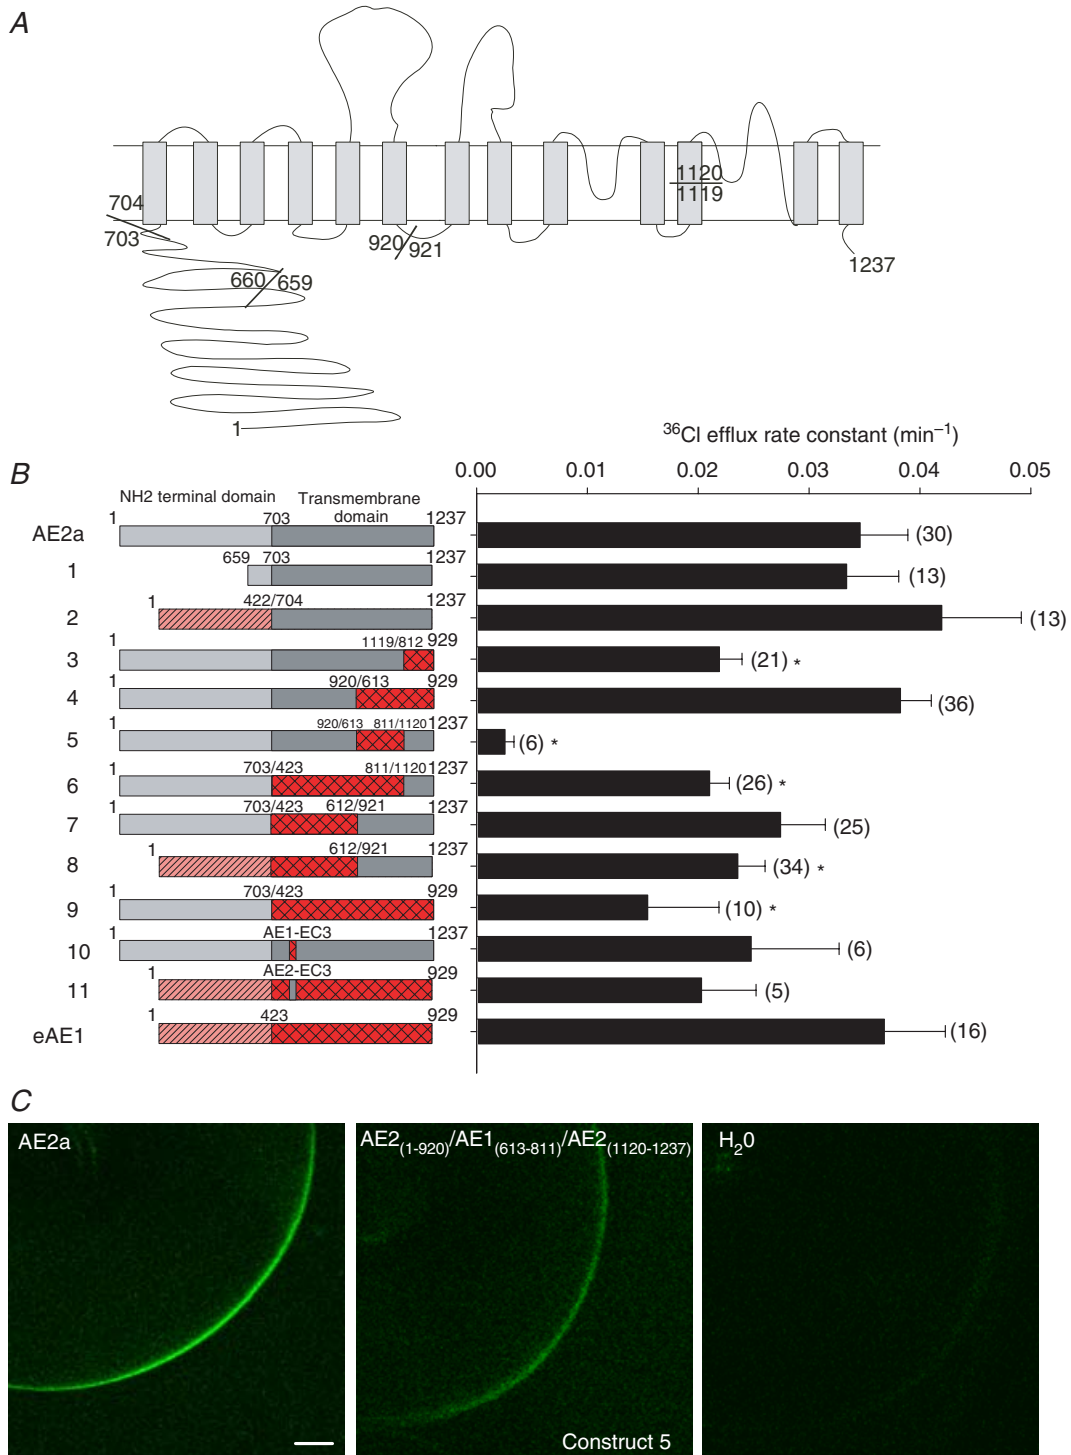 A
704
703
660
659
920
921
1120
1119
1237
1
³⁶Cl efflux rate constant (min⁻¹)
0.00 0.01 0.02 0.03 0.04 0.05
B
NH2 terminal domain
Transmembrane
domain
AE2a 1 703 1237 (30)
1 659 703 1237 (13)
2 1 422/704 1237 (13)
3 1 1119/812 929 (21) *
4 1 920/613 929 (36)
5 1 920/613 811/1120 1237 (6) *
6 1 703/423 811/1120 1237 (26) *
7 1 703/423 612/921 1237 (25)
8 1 612/921 1237 (34) *
9 1 703/423 929 (10) *
10 1 AE1-EC3 1237 (6)
11 1 AE2-EC3 929 (5)
eAE1 1 423 929 (16)
C
AE2a
AE2(1-920)/AE1(613-811)/AE2(1120-1237)
Construct 5
H₂0